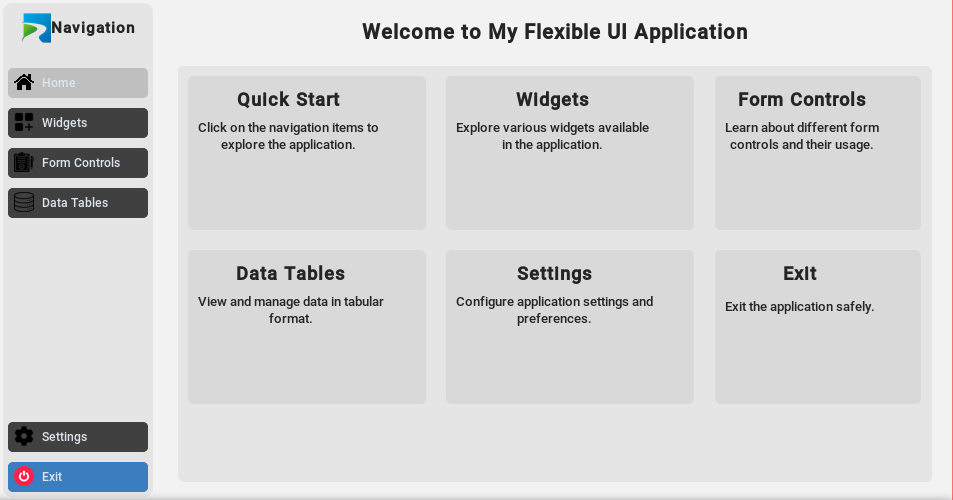 Navigation
Home
Widgets
Form Controls
Data Tables
Settings
Exit
Welcome to My Flexible UI Application
Quick Start
Click on the navigation items to
explore the application.
Widgets
Explore various widgets available
in the application.
Form Controls
Learn about different form
controls and their usage.
Data Tables
View and manage data in tabular
format.
Settings
Configure application settings and
preferences.
Exit
Exit the application safely.